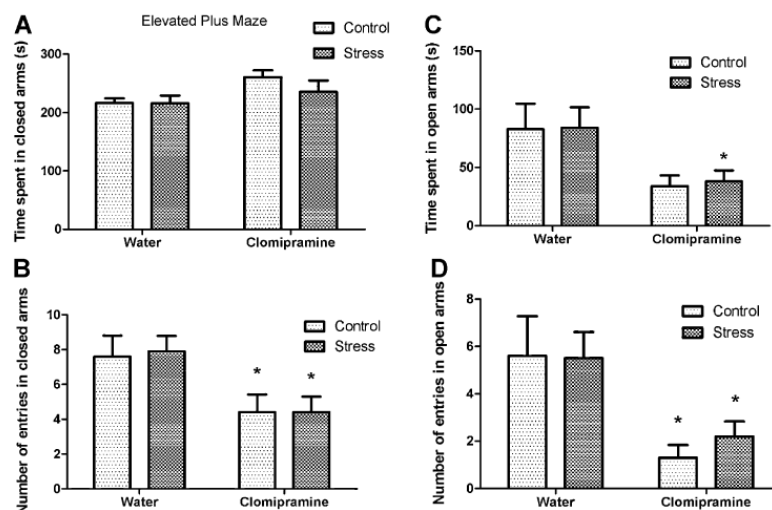 A
Elevated Plus Maze
Time spent in closed arms (s)
300
200
100
0
Control
Stress
Water
Clomipramine
C
Time spent in open arms (s)
150
100
50
0
Control
Stress
*
Water
Clomipramine
B
Number of entries in closed arms
10
8
6
4
2
0
Control
Stress
*
*
Water
Clomipramine
D
Number of entries in open arms
8
6
4
2
0
Control
Stress
*
*
Water
Clomipramine